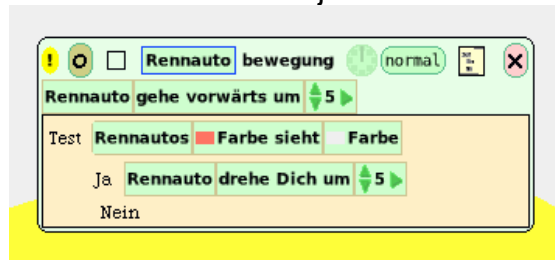 ! Rennauto bewegung normal
Rennauto gehe vorwärts um 5
Test Rennautos Farbe sieht Farbe
Ja Rennauto drehe Dich um 5
Nein